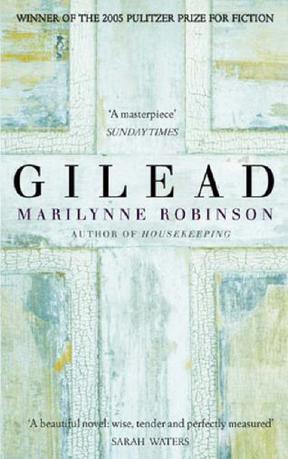 WINNER OF THE 2005 PULITZER PRIZE FOR FICTION
‘A masterpiece’
SUNDAY TIMES
GILEAD
MARILYNNE ROBINSON
AUTHOR OF HOUSEKEEPING
‘A beautiful novel: wise, tender and perfectly measured’
SARAH WATERS